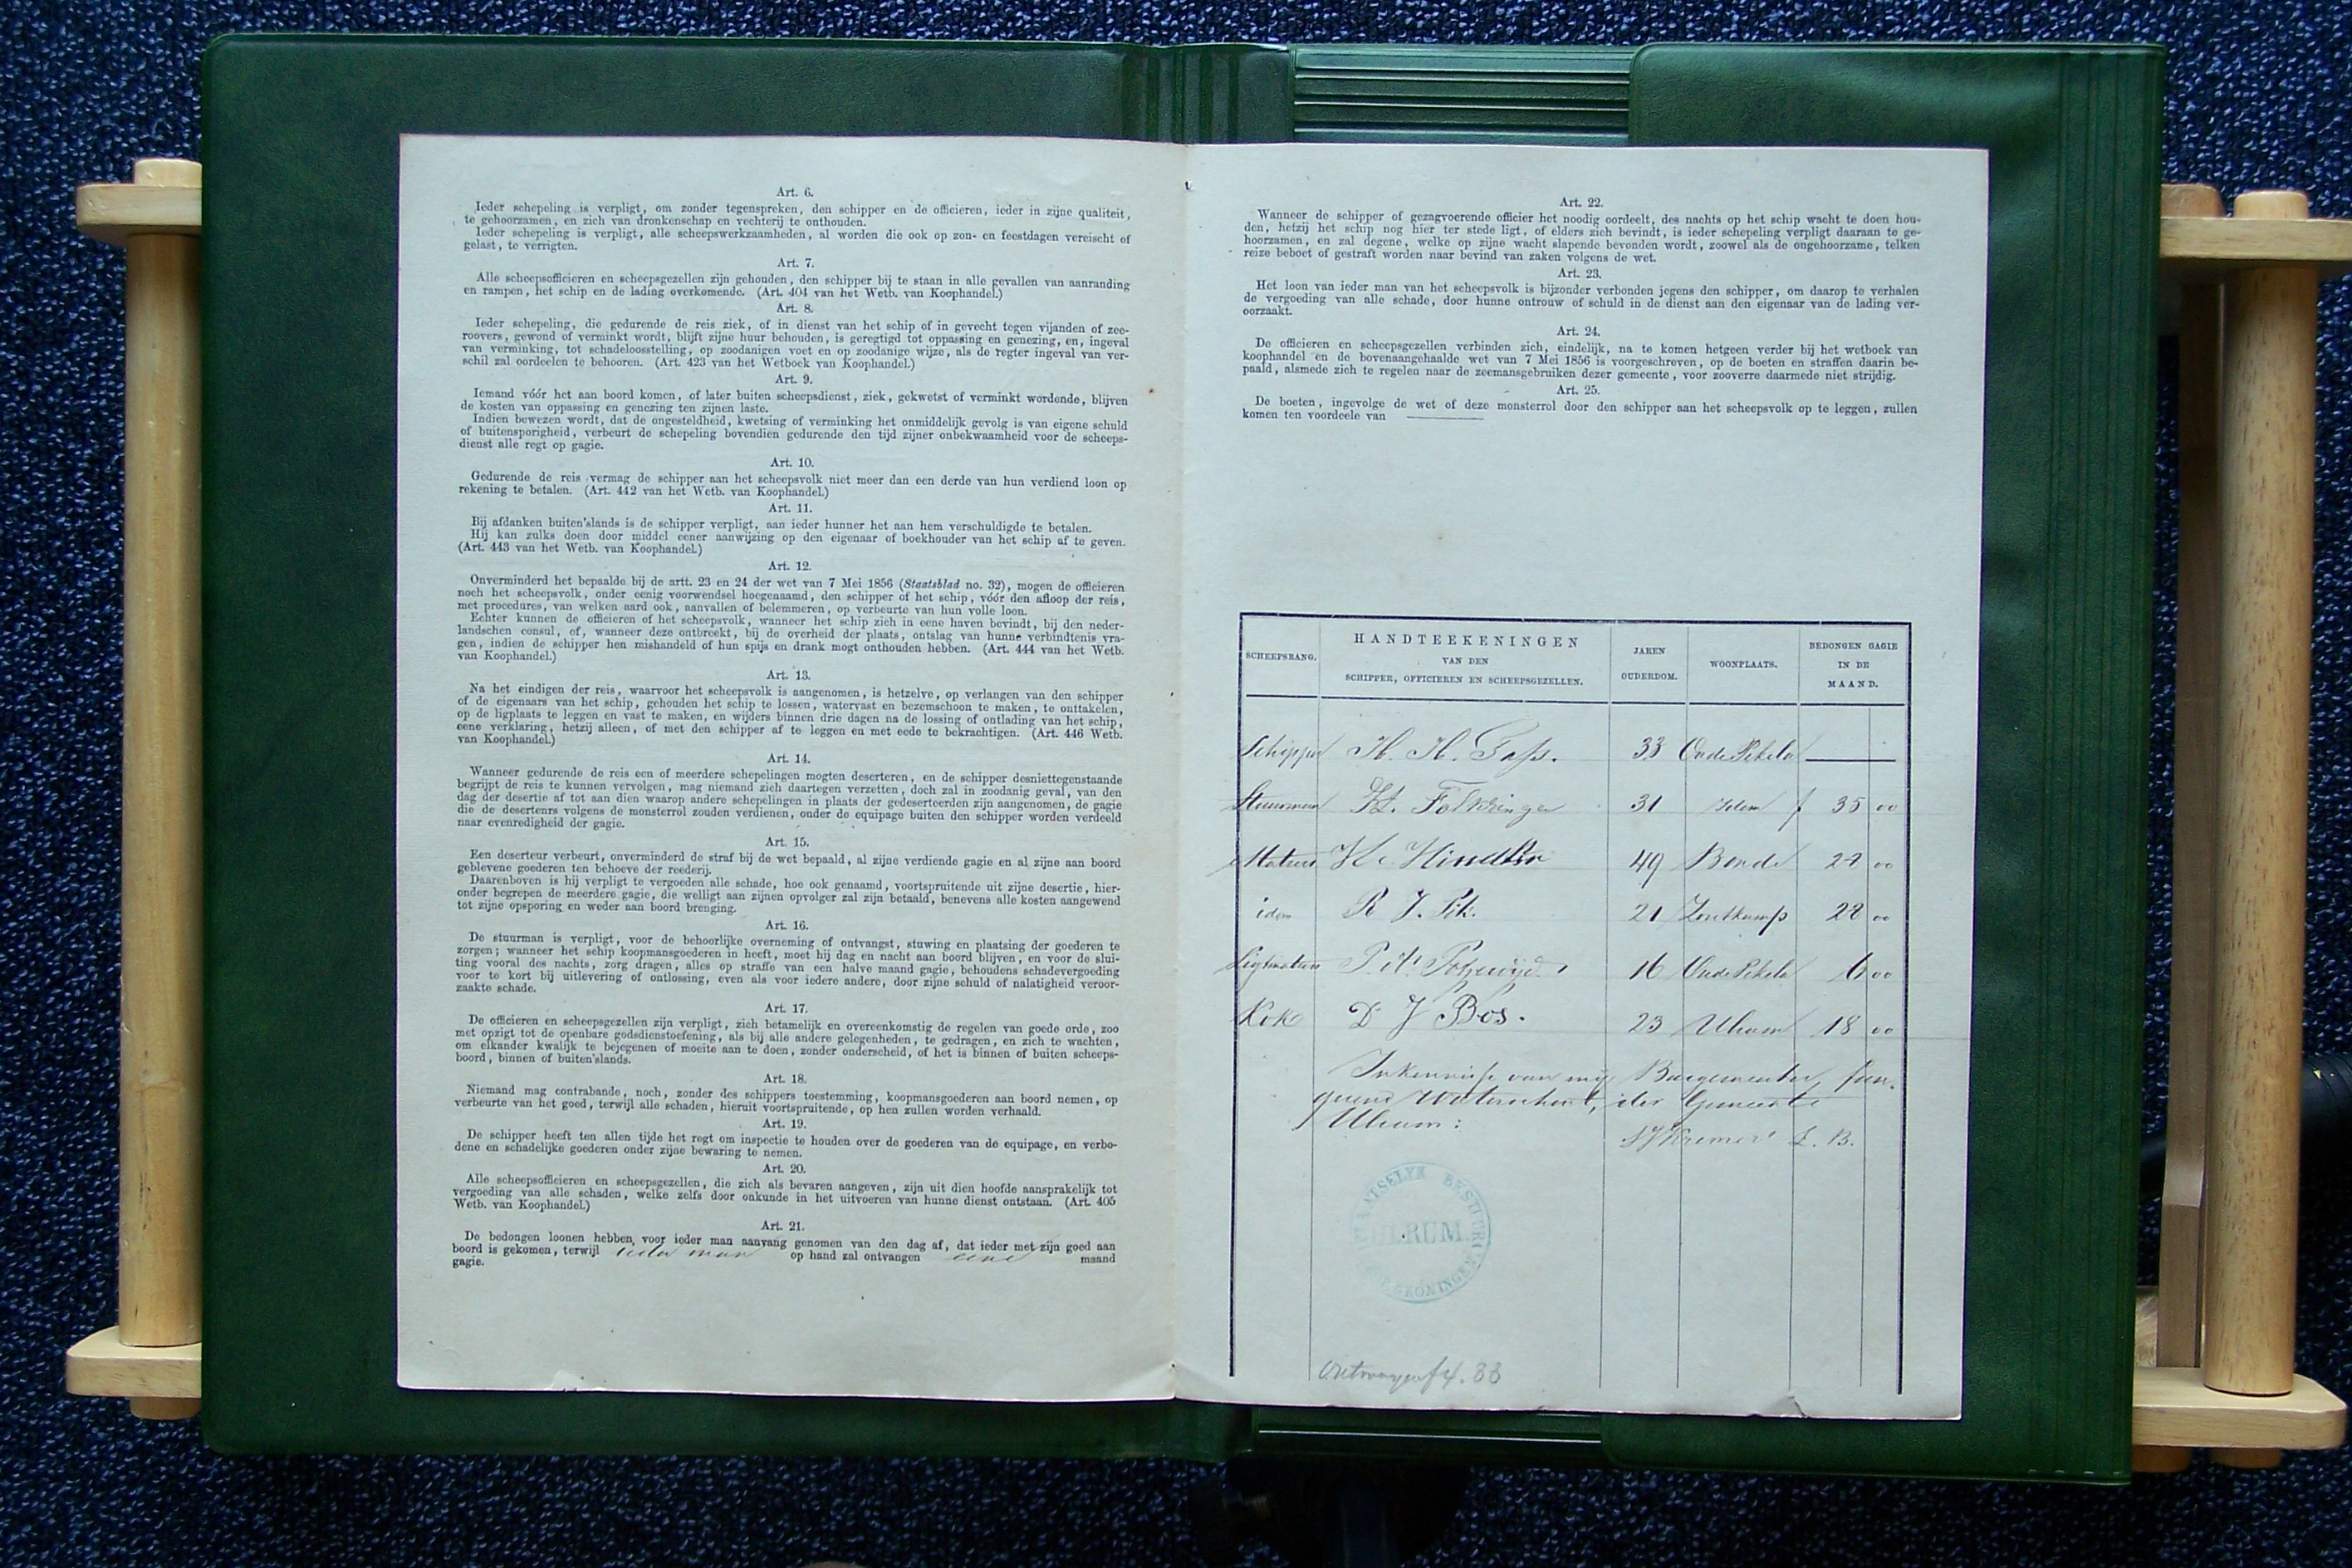 Art. 6.
Ieder schepeling is verpligt, om zonder tegenspreken, den schipper en de officieren, ieder in zijne qualiteit,
te gehoorzamen, en zich van dronkenschap en vechterij te onthouden.
Ieder schepeling is verpligt, alle scheepswerkzaamheden, al worden die ook op zon- en feestdagen vereischt of
gelast, te verrigten.
Art. 7.
Alle scheepsofficieren en scheepsgezellen zijn gehouden, den schipper bij te staan in alle gevallen van aanranding
en rampen, het schip en de lading overkomende. (Art. 404 van het Wetb. van Koophandel.)
Art. 8.
Ieder schepeling, die gedurende de reis ziek, of in dienst van het schip of in gevecht tegen vijanden of zee-
roovers, gewond of verminkt wordt, blijft zijne huur behouden, is geregtigd tot oppassing en genezing, en, ingeval
van verminking, tot schadeloosstelling, op zoodanigen voet en op zoodanige wijze, als de regter ingeval van ver-
schil zal oordeelen te behooren. (Art. 423 van het Wetboek van Koophandel.)
Art. 9.
Iemand vóór het aan boord komen, of later buiten scheepsdienst, ziek, gekwetst of verminkt wordende, blijven
de kosten van oppassing en genezing ten zijnen laste.
Indien bewezen wordt, dat de ongesteldheid, kwetsing of verminking het onmiddelijk gevolg is van eigene schuld
of buitensporigheid, verbeurt de schepeling bovendien gedurende den tijd zijner onbekwaamheid voor de scheeps-
dienst alle regt op gagie.
Art. 10.
Gedurende de reis vermag de schipper aan het scheepsvolk niet meer dan een derde van hun verdiend loon op
rekening te betalen. (Art. 442 van het Wetb. van Koophandel.)
Art. 11.
Bij afdanken buiten'slands is de schipper verpligt, aan ieder hunner het aan hem verschuldigde te betalen.
Hij kan zulks doen door middel eener aanwijzing op den eigenaar of boekhouder van het schip af te geven.
(Art. 443 van het Wetb. van Koophandel.)
Art. 12.
Onverminderd het bepaalde bij de artt. 23 en 24 der wet van 7 Mei 1856 (Staatsblad no. 32), mogen de officieren
noch het scheepsvolk, onder eenig voorwendsel hoegenaamd, den schipper of het schip, vóór den afloop der reis,
met procedures, van welken aard ook, aanvallen of belemmeren, op verbeurte van hun volle loon.
Echter kunnen de officieren of het scheepsvolk, wanneer het schip zich in eene haven bevindt, bij den neder-
landschen consul, of, wanneer deze ontbreekt, bij de overheid der plaats, ontslag van hunne verbindtenis vra-
gen, indien de schipper hen mishandeld of hun spijs en drank mogt onthouden hebben. (Art. 444 van het Wetb.
van Koophandel.)
Art. 13.
Na het eindigen der reis, waarvoor het scheepsvolk is aangenomen, is hetzelve, op verlangen van den schipper
of de eigenaars van het schip, gehouden het schip te lossen, watervast en bezemschoon te maken, te onttakelen,
op de ligplaats te leggen en vast te maken, en wijders binnen drie dagen na de lossing of ontlading van het schip,
eene verklaring, hetzij alleen, of met den schipper af te leggen en met eede te bekrachtigen. (Art. 446 Wetb.
van Koophandel.)
Art. 14.
Wanneer gedurende de reis een of meerdere schepelingen mogten deserteren, en de schipper desniettegenstaande
begrijpt de reis te kunnen vervolgen, mag niemand zich daartegen verzetten, doch zal in zoodanig geval, van den
dag der desertie af tot aan dien waarop andere schepelingen in plaats der gedeserteerden zijn aangenomen, de gagie
die de deserteurs volgens de monsterrol zouden verdienen, onder de equipage buiten den schipper worden verdeeld
naar evenredigheid der gagie.
Art. 15.
Een deserteur verbeurt, onverminderd de straf bij de wet bepaald, al zijne verdiende gagie en al zijne aan boord
geblevene goederen ten behoeve der reederij.
Daarenboven is hij verpligt te vergoeden alle schade, hoe ook genaamd, voortspruitende uit zijne desertie, hier-
onder begrepen de meerdere gagie, die welligt aan zijnen opvolger zal zijn betaald, benevens alle kosten aangewend
tot zijne opsporing en weder aan boord brenging.
Art. 16.
De stuurman is verpligt, voor de behoorlijke overneming of ontvangst, stuwing en plaatsing der goederen te
zorgen; wanneer het schip koopmansgoederen in heeft, moet hij dag en nacht aan boord blijven, en voor de slui-
ting vooral des nachts, zorg dragen, alles op straffe van een halve maand gagie, behoudens schadevergoeding
voor te kort bij uitlevering of ontlossing, even als voor iedere andere, door zijne schuld of nalatigheid veroor-
zaakte schade.
Art. 17.
De officieren en scheepsgezellen zijn verpligt, zich betamelijk en overeenkomstig de regelen van goede orde, zoo
met opzigt tot de openbare godsdienstoefening, als bij alle andere gelegenheden, te gedragen, en zich te wachten,
om elkander kwalijk te bejegenen of moeite aan te doen, zonder onderscheid, of het is binnen of buiten scheeps-
boord, binnen of buiten'slands.
Art. 18.
Niemand mag contrabande, noch, zonder des schippers toestemming, koopmansgoederen aan boord nemen, op
verbeurte van het goed, terwijl alle schaden, hieruit voortspruitende, op hen zullen worden verhaald.
Art. 19.
De schipper heeft ten allen tijde het regt om inspectie te houden over de goederen van de equipage, en verbo-
dene en schadelijke goederen onder zijne bewaring te nemen.
Art. 20.
Alle scheepsofficieren en scheepsgezellen, die zich als bevaren aangeven, zijn uit dien hoofde aansprakelijk tot
vergoeding van alle schaden, welke zelfs door onkunde in het uitvoeren van hunne dienst ontstaan. (Art. 405
Wetb. van Koophandel.)
Art. 21.
De bedongen loonen hebben voor ieder man aanvang genomen van den dag af, dat ieder met zijn goed aan
boord is gekomen, terwijl ieder man op hand zal ontvangen eene maand
gagie.
Art. 22.
Wanneer de schipper of gezagvoerende officier het noodig oordeelt, des nachts op het schip wacht te doen hou-
den, hetzij het schip nog hier ter stede ligt, of elders zich bevindt, is ieder schepeling verpligt daaraan te ge-
hoorzamen, en zal degene, welke op zijne wacht slapende bevonden wordt, zoowel als de ongehoorzame, telken
reize beboet of gestraft worden naar bevind van zaken volgens de wet.
Art. 23.
Het loon van ieder man van het scheepsvolk is bijzonder verbonden jegens den schipper, om daarop te verhalen
de vergoeding van alle schade, door hunne ontrouw of schuld in de dienst aan den eigenaar van de lading ver-
oorzaakt.
Art. 24.
De officieren en scheepsgezellen verbinden zich, eindelijk, na te komen hetgeen verder bij het wetboek van
koophandel en de bovenaangehaalde wet van 7 Mei 1856 is voorgeschreven, op de boeten en straffen daarin be-
paald, alsmede zich te regelen naar de zeemansgebruiken dezer gemeente, voor zooverre daarmede niet strijdig.
Art. 25.
De boeten, ingevolge de wet of deze monsterrol door den schipper aan het scheepsvolk op te leggen, zullen
komen ten voordeele van
SCHEEPSRANG. HANDTEEKENINGEN VAN DEN SCHIPPER, OFFICIEREN EN SCHEEPSGEZELLEN. JAREN OUDERDOM. WOONPLAATS. BEDONGEN GAGIE IN DE MAAND.
Schipper H. H. 33 Oude Pekela
Stuurman Folkringa 31 idem f 35 00
Matroos 49 Bonde 00
idem R J. Pik. 21 Zoutkamp 28 00
Ligtmatroos 16 Oude Pekela 6 00
Kok D J Bos. 23 Ulrum 18 00
In kennisse van mij Burgemeester, fun-
gerend Waterschout, der Gemeente
Ulrum:
Kremer L. B.
PLAATSELYK BESTUUR
ULRUM.
GRONINGEN
33